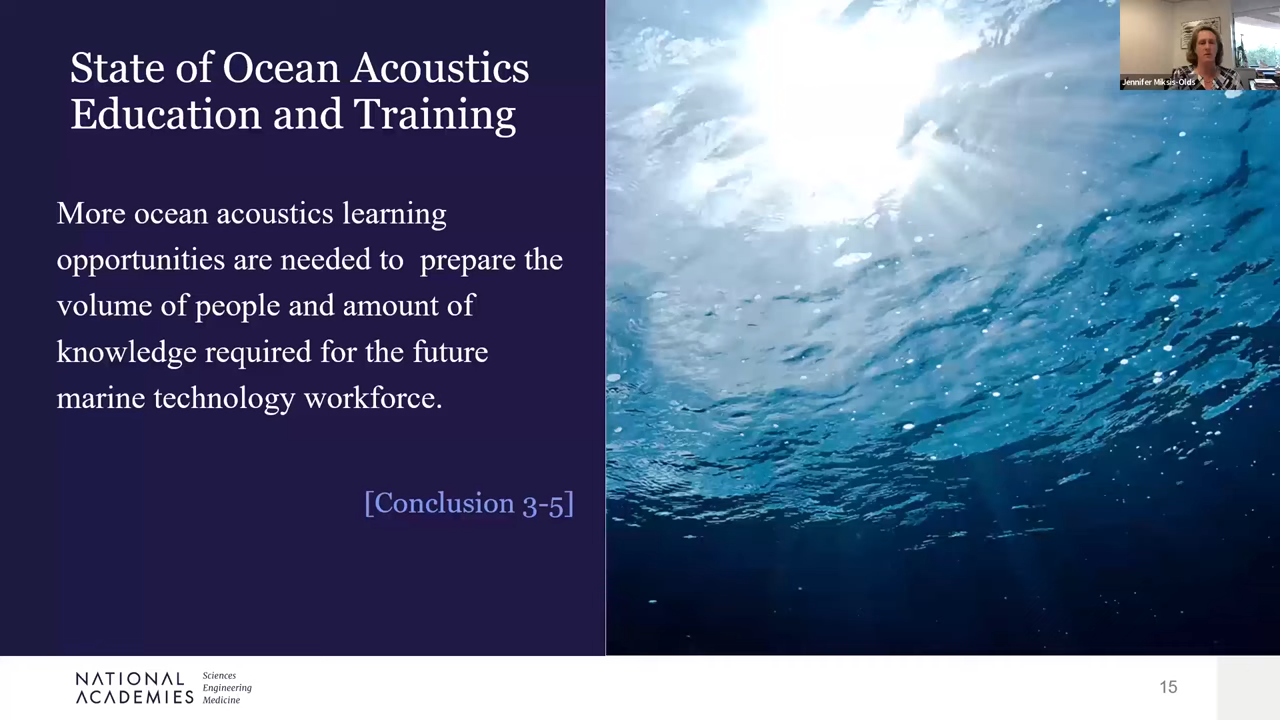 State of Ocean Acoustics
Education and Training
More ocean acoustics learning
opportunities are needed to  prepare the
volume of people and amount of
knowledge required for the future
marine technology workforce.
[Conclusion 3-5]
Jennifer Miksis-Olds
NATIONAL
ACADEMIES
Sciences
Engineering
Medicine
15